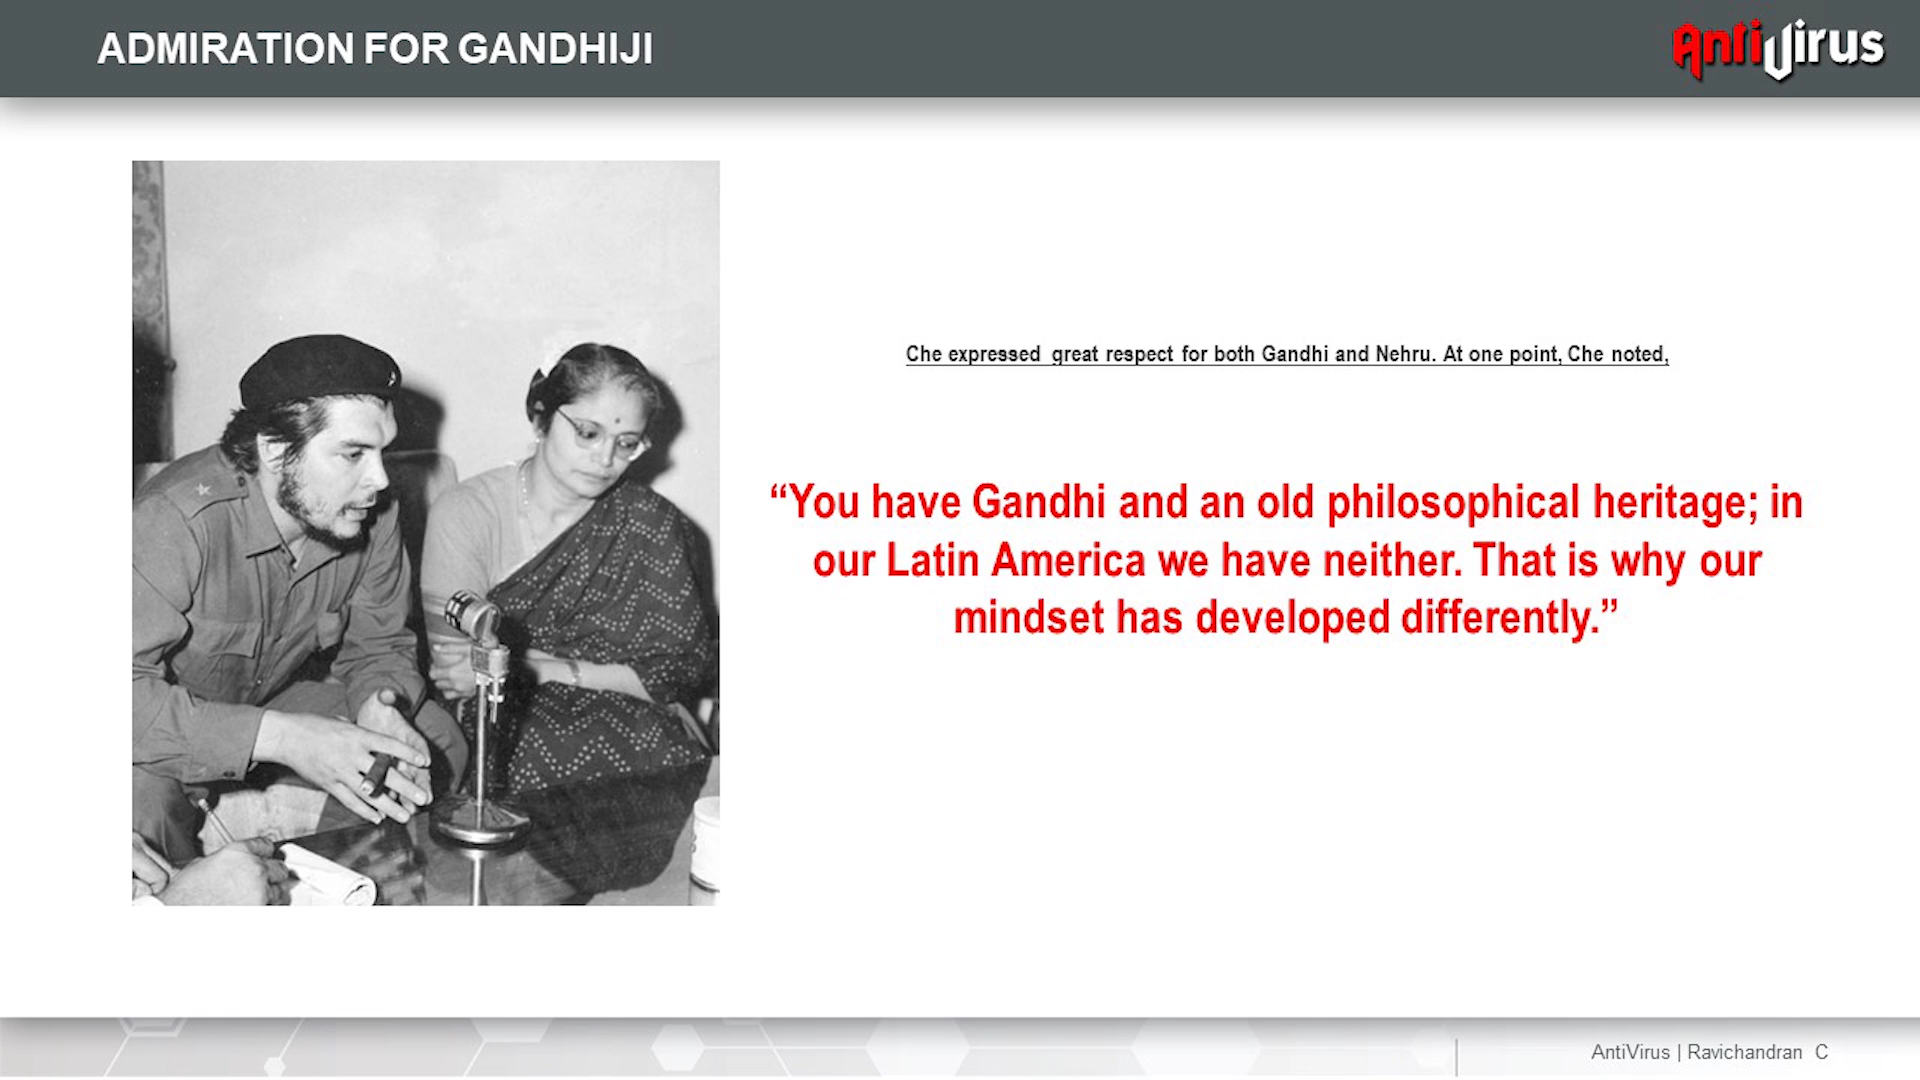 ADMIRATION FOR GANDHIJI
AntiVirus
Che expressed great respect for both Gandhi and Nehru. At one point, Che noted,
“You have Gandhi and an old philosophical heritage; in
our Latin America we have neither. That is why our
mindset has developed differently.”
AntiVirus | Ravichandran C